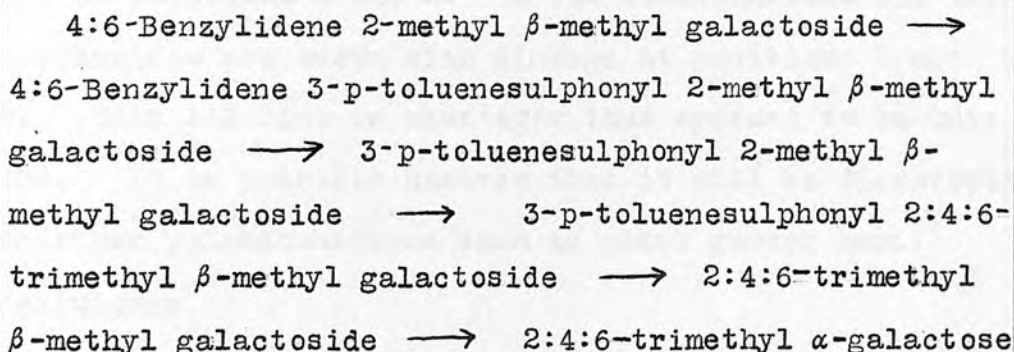 4:6-Benzylidene 2-methyl β-methyl galactoside ⟶
4:6-Benzylidene 3-p-toluenesulphonyl 2-methyl β-methyl
galactoside ⟶ 3-p-toluenesulphonyl 2-methyl β-
methyl galactoside ⟶ 3-p-toluenesulphonyl 2:4:6-
trimethyl β-methyl galactoside ⟶ 2:4:6-trimethyl
β-methyl galactoside ⟶ 2:4:6-trimethyl α-galactose